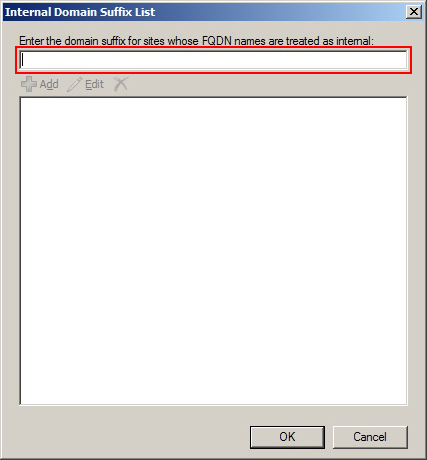 Internal Domain Suffix List
Enter the domain suffix for sites whose FQDN names are treated as internal:
Add Edit
OK Cancel